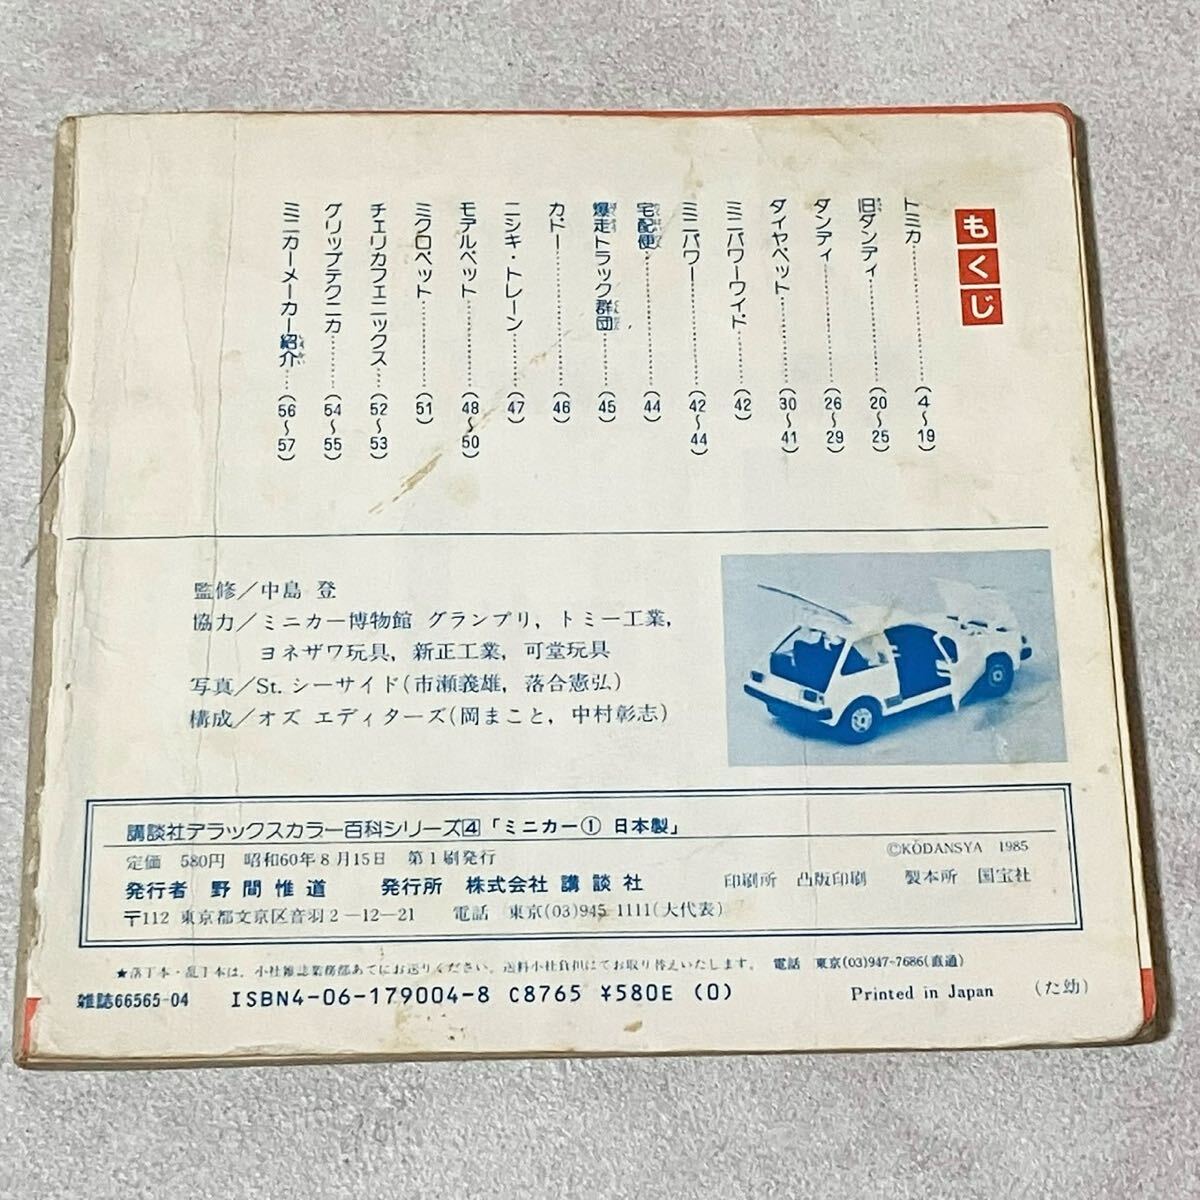 もくじ
トミカ…………(4〜19)
旧ダンディ…………(20〜25)
ダンディ…………(26〜29)
ダイヤペット…………(30〜41)
ミニパワーワイド…………(42)
ミニパワー…………(42〜44)
宅配便…………(44)
爆走トラック群団…………(45)
カドー…………(46)
ニシキ・トレーン…………(47)
モデルペット…………(48〜50)
ミクロペット…………(51)
チェリカフェニックス…………(52〜53)
グリップテクニカ…………(54〜55)
ミニカーメーカー紹介…(56〜57)
監修/中島 登
協力/ミニカー博物館 グランプリ, トミー工業,
ヨネザワ玩具, 新正工業, 可堂玩具
写真/St. シーサイド(市瀬義雄, 落合憲弘)
構成/オズ エディターズ(岡まこと, 中村彰志)
講談社デラックスカラー百科シリーズ4「ミニカー① 日本製」
定価 580円 昭和60年8月15日 第1刷発行 ©KŌDANSYA 1985
発行者 野間惟道 発行所 株式会社 講談社 印刷所 凸版印刷 製本所 国宝社
〒112 東京都文京区音羽2—12—21 電話 東京(03)945 1111(大代表)
★落丁本・乱丁本は、小社雑誌業務部あてにお送りください。送料小社負担にてお取り替えいたします。 電話 東京(03)947-7686(直通)
雑誌66565-04 ISBN4-06-179004-8 C8765 ¥580E (0) Printed in Japan (た幼)